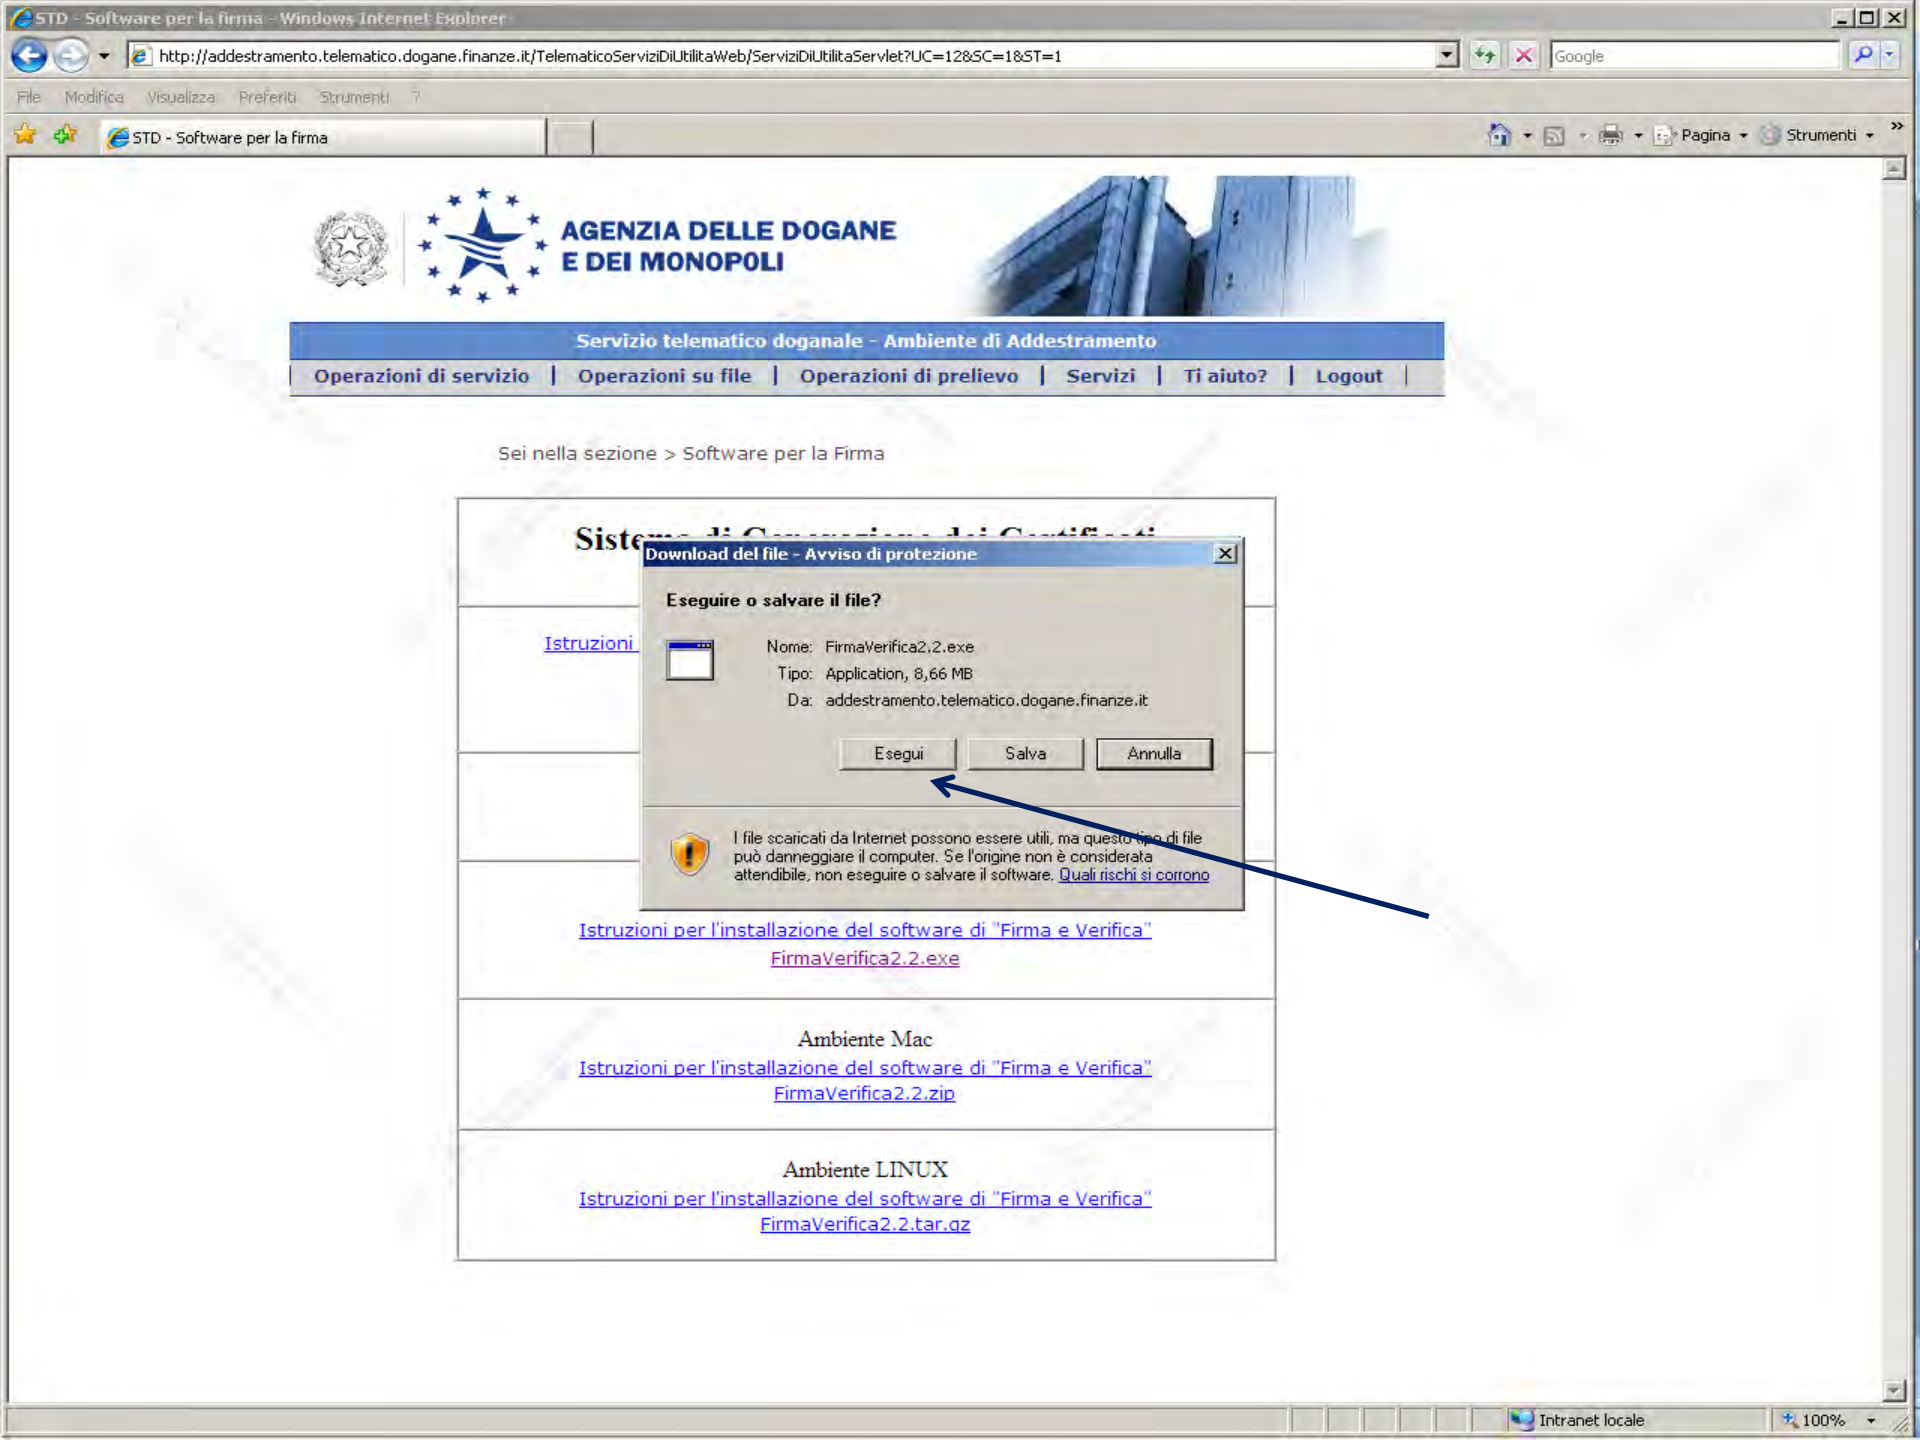 STD - Software per la firma - Windows Internet Explorer
http://addestramento.telematico.dogane.finanze.it/TelematicoServiziDiUtilitaWeb/ServiziDiUtilitaServlet?UC=12&SC=1&ST=1
Google
File Modifica Visualizza Preferiti Strumenti ?
STD - Software per la firma
Pagina
Strumenti
AGENZIA DELLE DOGANE
E DEI MONOPOLI
Servizio telematico doganale - Ambiente di Addestramento
Operazioni di servizio | Operazioni su file | Operazioni di prelievo | Servizi | Ti aiuto? | Logout |
Sei nella sezione > Software per la Firma
Sistema di Generazione dei Certificati
Download del file - Avviso di protezione
Eseguire o salvare il file?
Istruzioni
Nome: FirmaVerifica2.2.exe
Tipo: Application, 8,66 MB
Da: addestramento.telematico.dogane.finanze.it
Esegui Salva Annulla
I file scaricati da Internet possono essere utili, ma questo tipo di file
può danneggiare il computer. Se l'origine non è considerata
attendibile, non eseguire o salvare il software. Quali rischi si corrono
Istruzioni per l'installazione del software di "Firma e Verifica"
FirmaVerifica2.2.exe
Ambiente Mac
Istruzioni per l'installazione del software di "Firma e Verifica"
FirmaVerifica2.2.zip
Ambiente LINUX
Istruzioni per l'installazione del software di "Firma e Verifica"
FirmaVerifica2.2.tar.gz
Intranet locale
100%